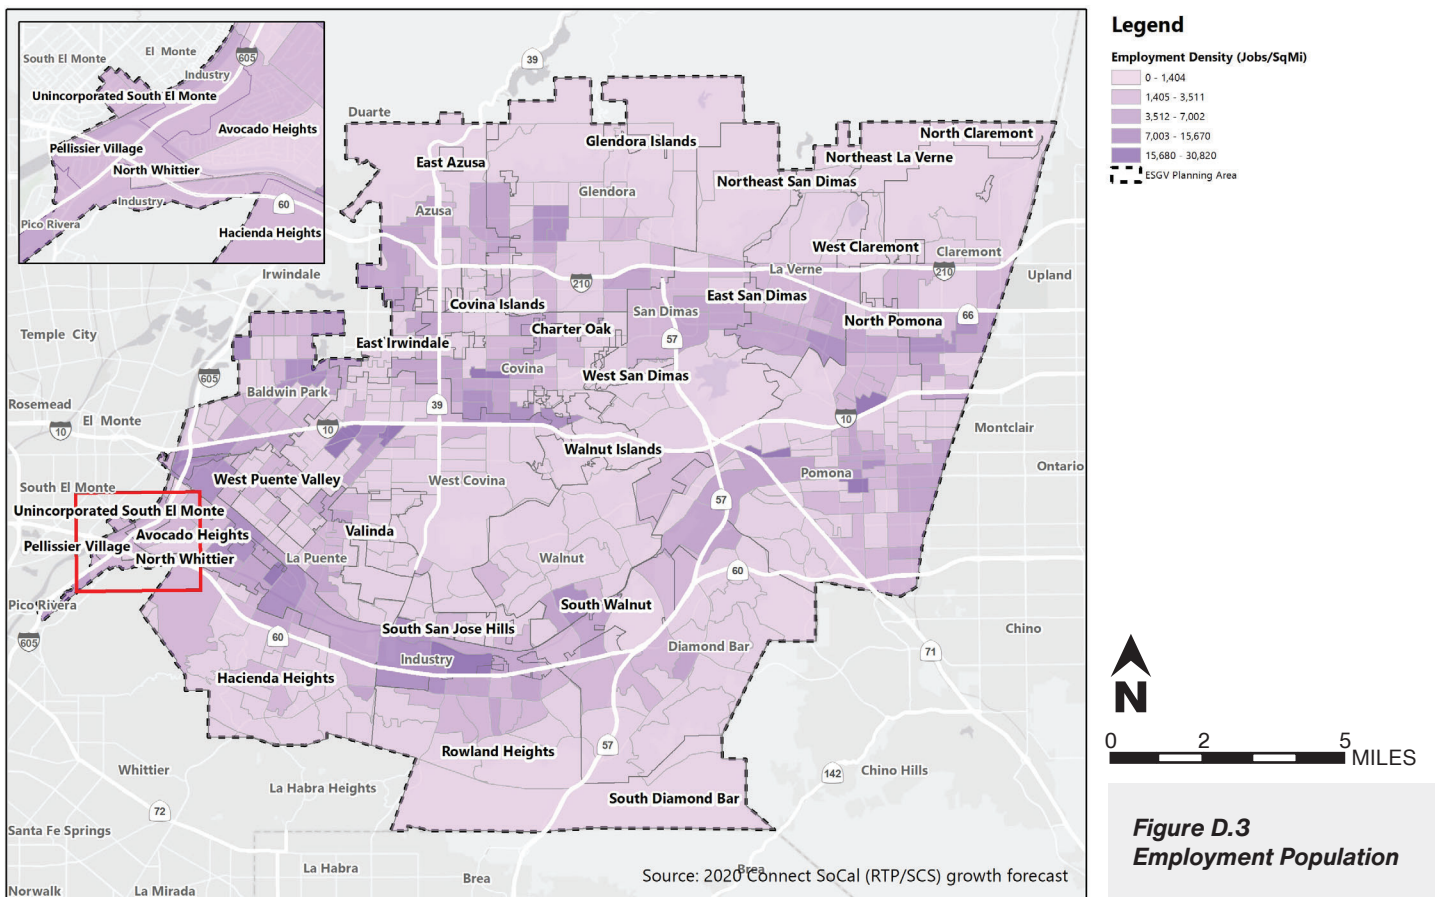 South El Monte
El Monte
605
Industry
Unincorporated South El Monte
Avocado Heights
Pellissier Village
North Whittier
Industry
60
Pico Rivera
Hacienda Heights
39
Duarte
North Claremont
Glendora Islands
East Azusa
Northeast La Verne
Northeast San Dimas
Glendora
Azusa
West Claremont
Claremont
Irwindale
La Verne
210
Upland
210
East San Dimas
Covina Islands
San Dimas
66
North Pomona
Charter Oak
Temple City
East Irwindale
57
Covina
West San Dimas
605
Baldwin Park
Rosemead
39
El Monte
10
10
10
Montclair
Walnut Islands
Ontario
Pomona
West Puente Valley
West Covina
South El Monte
57
Unincorporated South El Monte
Valinda
Avocado Heights
Pellissier Village
La Puente
Walnut
North Whittier
60
Pico Rivera
South Walnut
South San Jose Hills
Chino
60
605
Diamond Bar
71
Industry
Hacienda Heights
57
Rowland Heights
Whittier
142
Chino Hills
La Habra Heights
South Diamond Bar
72
Santa Fe Springs
La Habra
Brea
Brea
Source: 2020 Connect SoCal (RTP/SCS) growth forecast
Norwalk
La Mirada
Legend
Employment Density (Jobs/SqMi)
0 - 1,404
1,405 - 3,511
3,512 - 7,002
7,003 - 15,670
15,680 - 30,820
ESGV Planning Area
N
0 2 5
MILES
Figure D.3
Employment Population